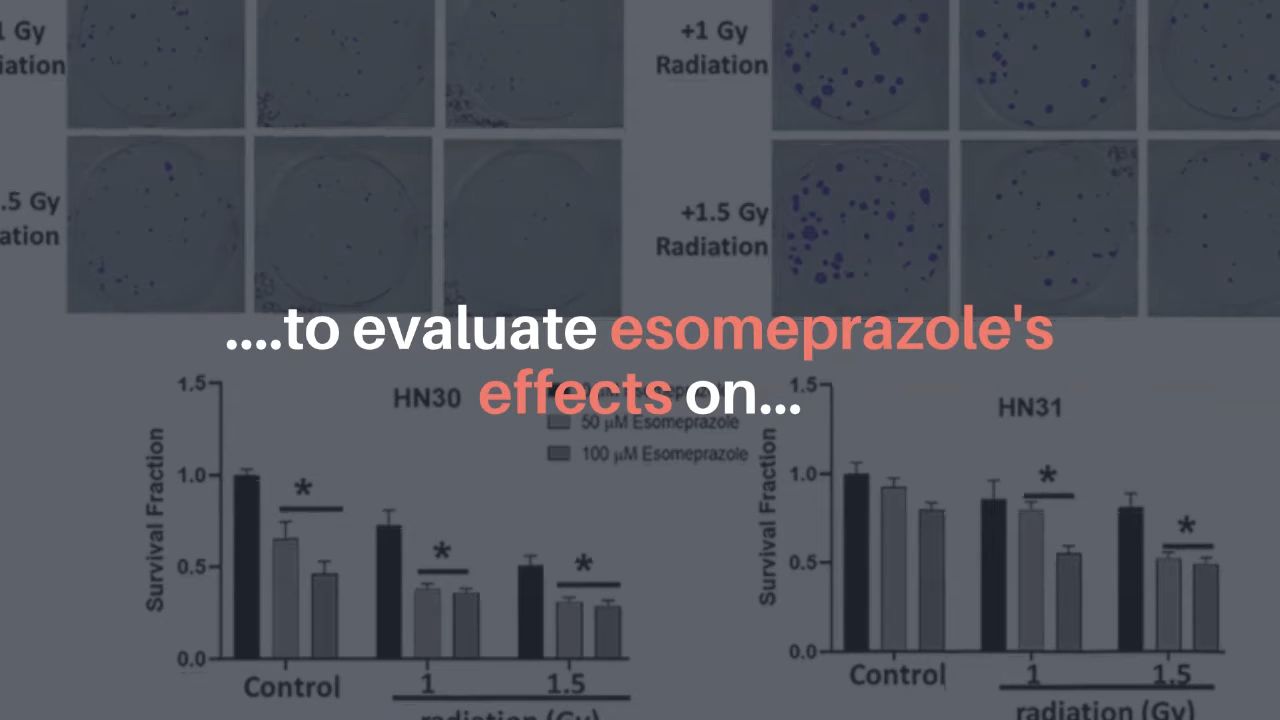 1 Gy
iation
+1 Gy
Radiation
.5 Gy
ation
+1.5 Gy
Radiation
....to evaluate esomeprazole's
effects on...
HN30
50 µM Esomeprazole
100 µM Esomeprazole
Survival Fraction
1.5
1.0
0.5
0.0
*
*
*
Control
1
1.5
radiation (Gy)
HN31
Survival Fraction
1.5
1.0
0.5
0.0
*
*
Control
1
1.5
radiation (Gy)